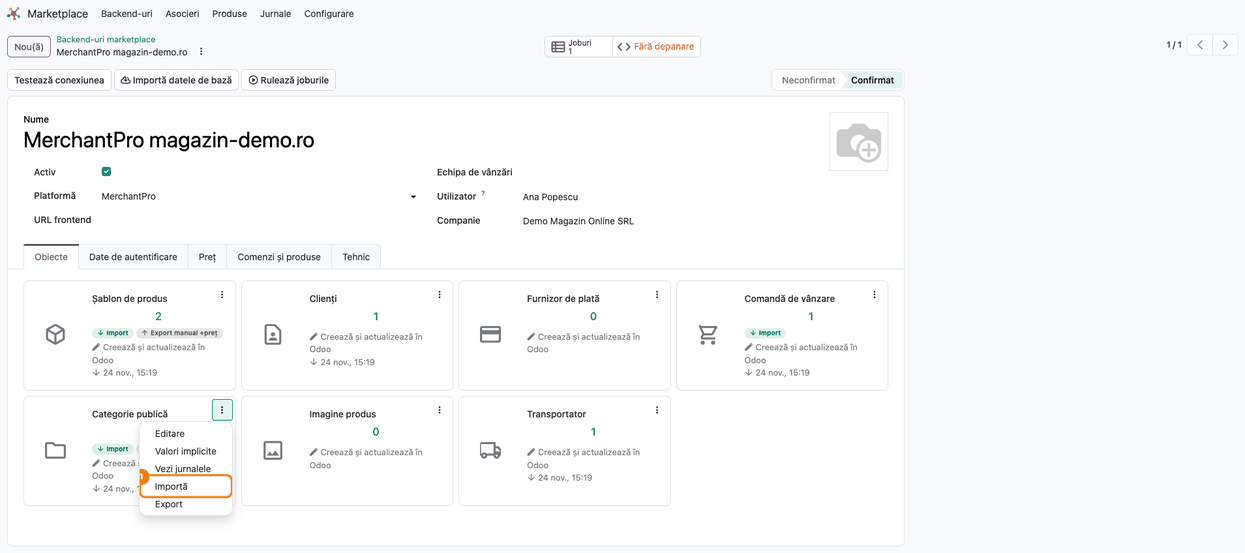 Marketplace Backend-uri Asocieri Produse Jurnale Configurare
Nou(ă)
Backend-uri marketplace
MerchantPro magazin-demo.ro
Joburi
1
Fără depanare
1 / 1
Testează conexiunea
Importă datele de bază
Rulează joburile
Neconfirmat
Confirmat
Nume
MerchantPro magazin-demo.ro
Activ
Platformă MerchantPro
URL frontend
Echipa de vânzări
Utilizator ? Ana Popescu
Companie Demo Magazin Online SRL
Obiecte Date de autentificare Preț Comenzi și produse Tehnic
Șablon de produs
2
Import Export manual +preț
Creează și actualizează în
Odoo
24 nov., 15:19
Clienți
1
Creează și actualizează în
Odoo
24 nov., 15:19
Furnizor de plată
0
Creează și actualizează în
Odoo
Comandă de vânzare
1
Import
Creează și actualizează în
Odoo
24 nov., 15:19
Categorie publică
Import
Creează
Odoo
24 nov.,
Editare
Valori implicite
Vezi jurnalele
Importă
Export
Imagine produs
0
Creează și actualizează în
Odoo
Transportator
1
Creează și actualizează în
Odoo
24 nov., 15:19